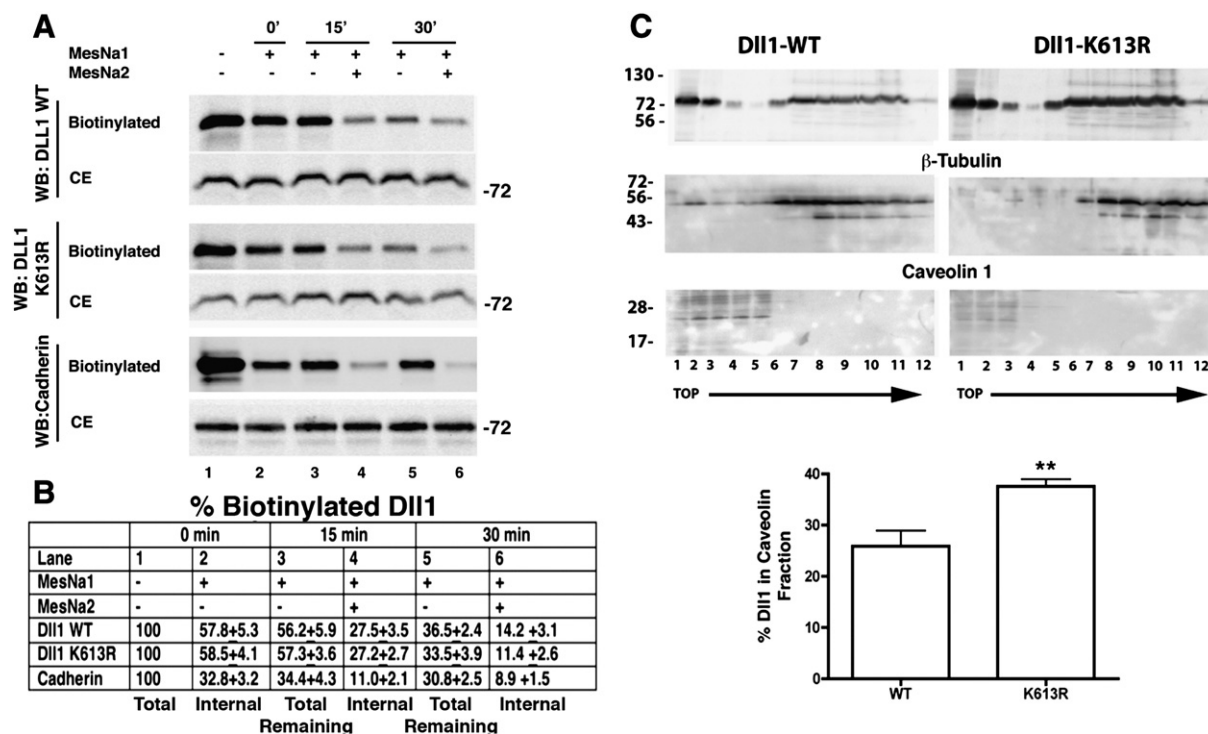 A
0' 15' 30'
MesNa1 - + + + + +
MesNa2 - - - + - +
WB: DLL1 WT
Biotinylated
CE
-72
WB: DLL1 K613R
Biotinylated
CE
-72
WB:Cadherin
Biotinylated
CE
-72
1 2 3 4 5 6
B
% Biotinylated Dll1
0 min 15 min 30 min
Lane 1 2 3 4 5 6
MesNa1 - + + + + +
MesNa2 - - - + - +
Dll1 WT 100 57.8+5.3 56.2+5.9 27.5+3.5 36.5+2.4 14.2 +3.1
Dll1 K613R 100 58.5+4.1 57.3+3.6 27.2+2.7 33.5+3.9 11.4 +2.6
Cadherin 100 32.8+3.2 34.4+4.3 11.0+2.1 30.8+2.5 8.9 +1.5
Total Internal Total Remaining Internal Total Remaining Internal
C
Dll1-WT Dll1-K613R
130-
72-
56-
β-Tubulin
72-
56-
43-
Caveolin 1
28-
17-
1 2 3 4 5 6 7 8 9 10 11 12 1 2 3 4 5 6 7 8 9 10 11 12
TOP TOP
% Dll1 in Caveolin Fraction
40
30
20
10
0
**
WT K613R